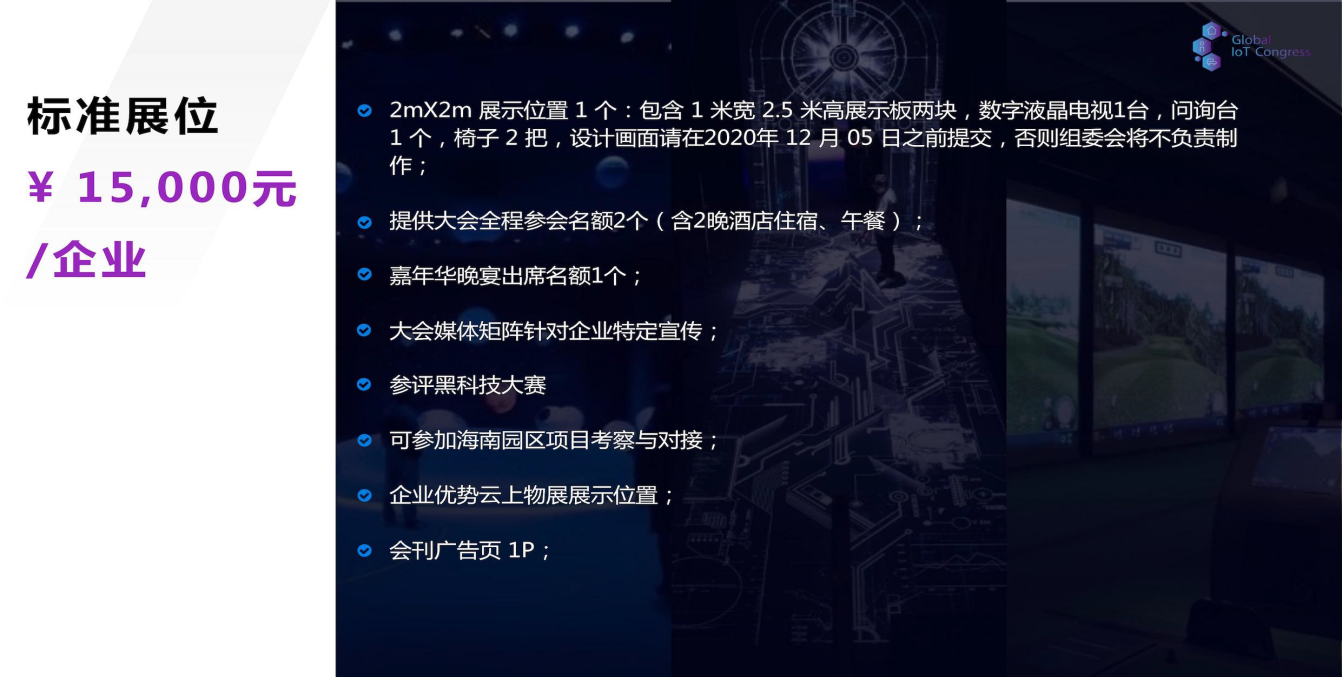 标准展位
¥ 15,000元
/企业
Global
IoT Congress
2mX2m 展示位置 1 个：包含 1 米宽 2.5 米高展示板两块，数字液晶电视1台，问询台
1 个，椅子 2 把，设计画面请在2020年 12 月 05 日之前提交，否则组委会将不负责制
作；
提供大会全程参会名额2个（含2晚酒店住宿、午餐）；
嘉年华晚宴出席名额1个；
大会媒体矩阵针对企业特定宣传；
参评黑科技大赛
可参加海南园区项目考察与对接；
企业优势云上物展展示位置；
会刊广告页 1P；